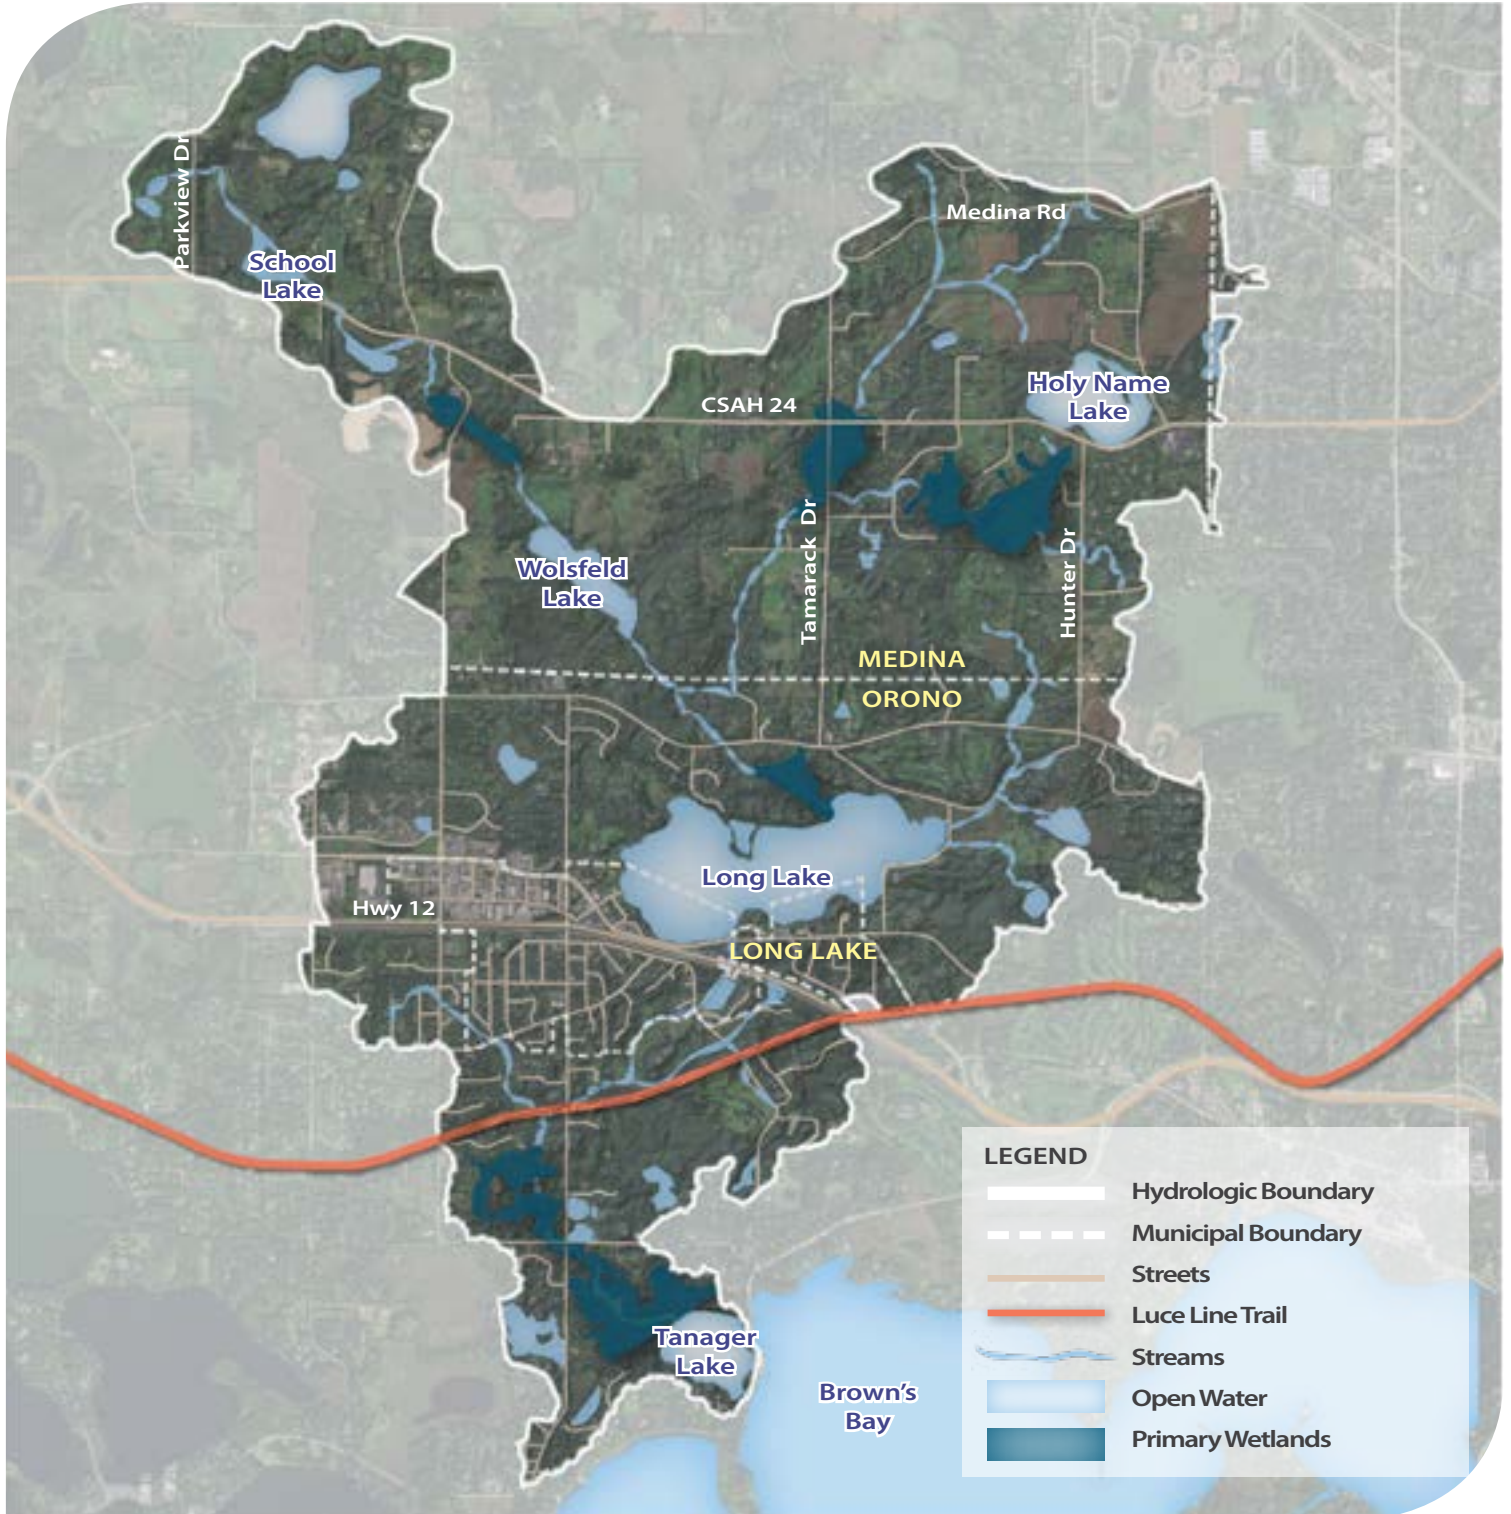 Parkview Dr
School
Lake
Medina Rd
Holy Name
Lake
CSAH 24
Wolsfeld
Lake
Tamarack Dr
Hunter Dr
MEDINA
ORONO
Long Lake
Hwy 12
LONG LAKE
Tanager
Lake
Brown's
Bay
LEGEND
Hydrologic Boundary
Municipal Boundary
Streets
Luce Line Trail
Streams
Open Water
Primary Wetlands